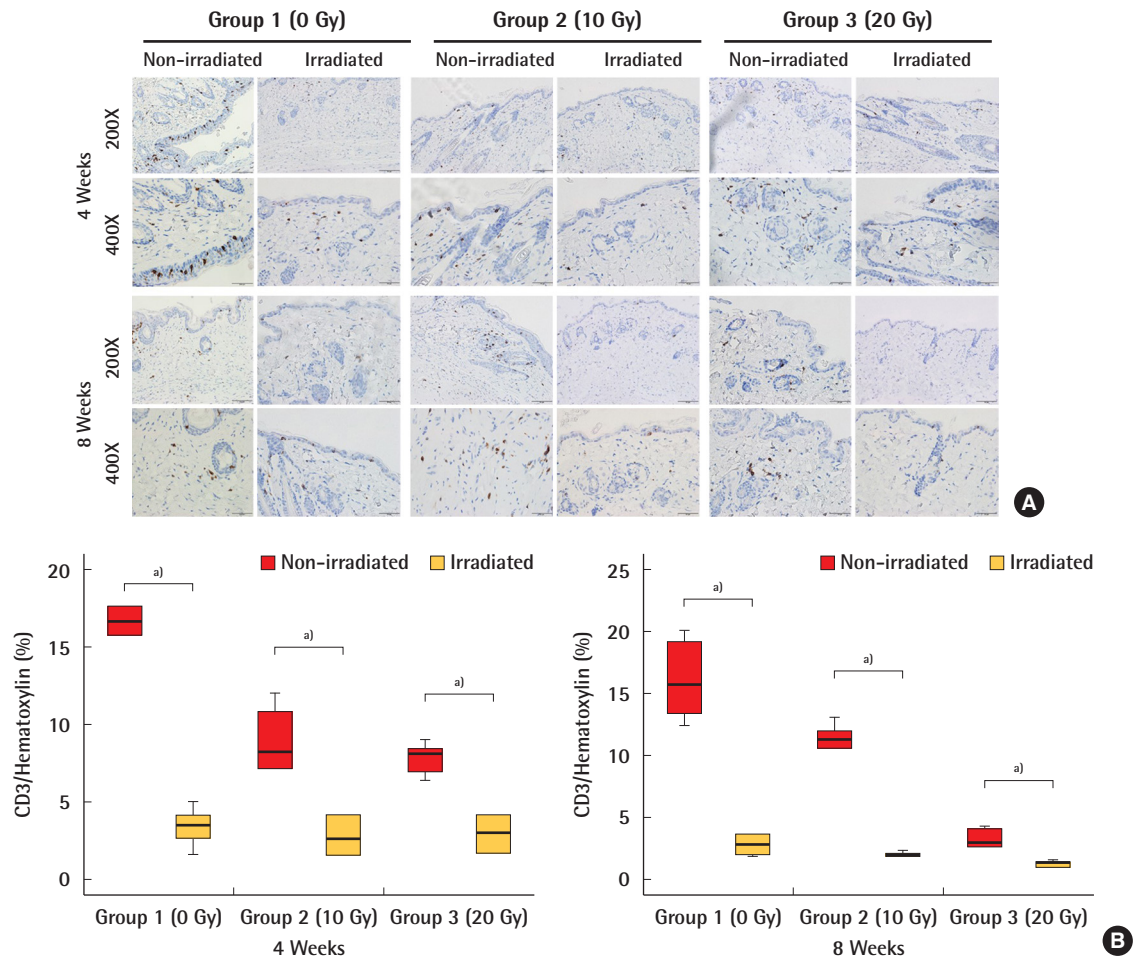 Group 1 (0 Gy) Group 2 (10 Gy) Group 3 (20 Gy)
Non-irradiated Irradiated Non-irradiated Irradiated Non-irradiated Irradiated
4 Weeks
200X
400X
8 Weeks
200X
400X
A
Non-irradiated Irradiated
CD3/Hematoxylin (%)
20
15
10
5
0
a)
a)
a)
Group 1 (0 Gy) Group 2 (10 Gy) Group 3 (20 Gy)
4 Weeks
Non-irradiated Irradiated
CD3/Hematoxylin (%)
25
20
15
10
5
0
a)
a)
a)
Group 1 (0 Gy) Group 2 (10 Gy) Group 3 (20 Gy)
8 Weeks
B